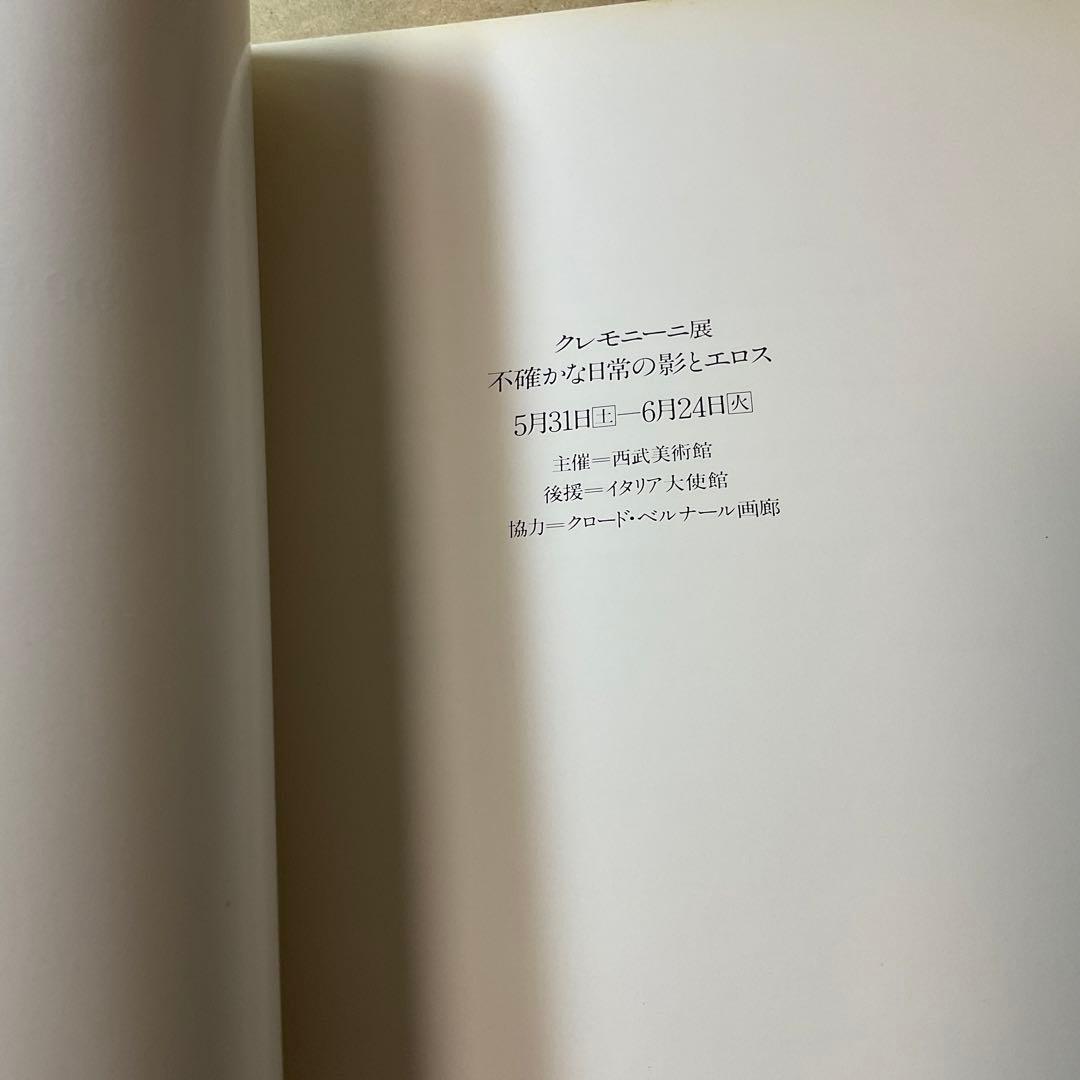 クレモニーニ展
不確かな日常の影とエロス
5月31日土—6月24日火
主催=西武美術館
後援=イタリア大使館
協力=クロード・ベルナール画廊